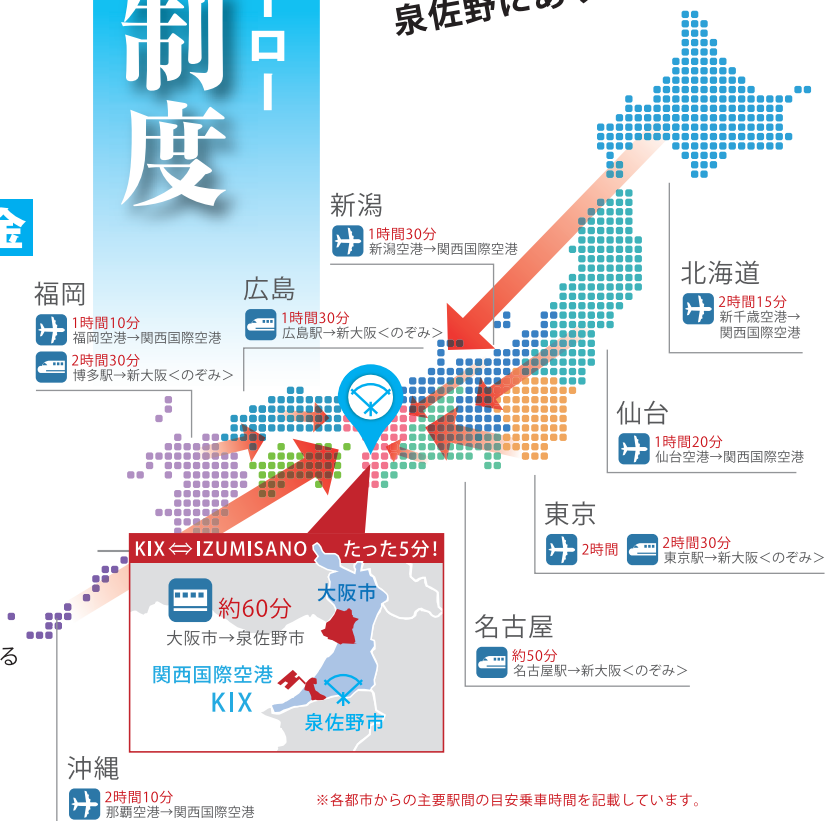 泉佐野にあ
ーロー
制度
金
新潟
1時間30分
新潟空港→関西国際空港
北海道
2時間15分
新千歳空港→
関西国際空港
福岡
1時間10分
福岡空港→関西国際空港
2時間30分
博多駅→新大阪<のぞみ>
広島
1時間30分
広島駅→新大阪<のぞみ>
仙台
1時間20分
仙台空港→関西国際空港
東京
2時間
2時間30分
東京駅→新大阪<のぞみ>
名古屋
約50分
名古屋駅→新大阪<のぞみ>
KIX⇔IZUMISANO たった5分!
約60分
大阪市→泉佐野市
大阪市
関西国際空港
KIX
泉佐野市
る
沖縄
2時間10分
那覇空港→関西国際空港
※各都市からの主要駅間の目安乗車時間を記載しています。